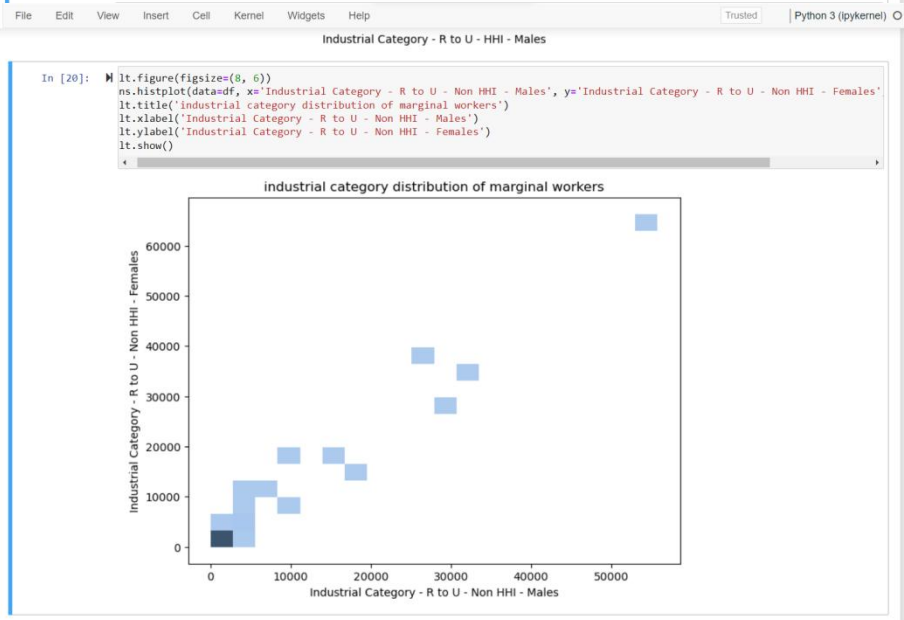 File Edit View Insert Cell Kernel Widgets Help Trusted Python 3 (ipykernel)
Industrial Category - R to U - HHI - Males
In [20]: lt.figure(figsize=(8, 6))
ns.histplot(data=df, x='Industrial Category - R to U - Non HHI - Males', y='Industrial Category - R to U - Non HHI - Females'
lt.title('industrial category distribution of marginal workers')
lt.xlabel('Industrial Category - R to U - Non HHI - Males')
lt.ylabel('Industrial Category - R to U - Non HHI - Females')
lt.show()
industrial category distribution of marginal workers
Industrial Category - R to U - Non HHI - Females
60000
50000
40000
30000
20000
10000
0
0 10000 20000 30000 40000 50000
Industrial Category - R to U - Non HHI - Males